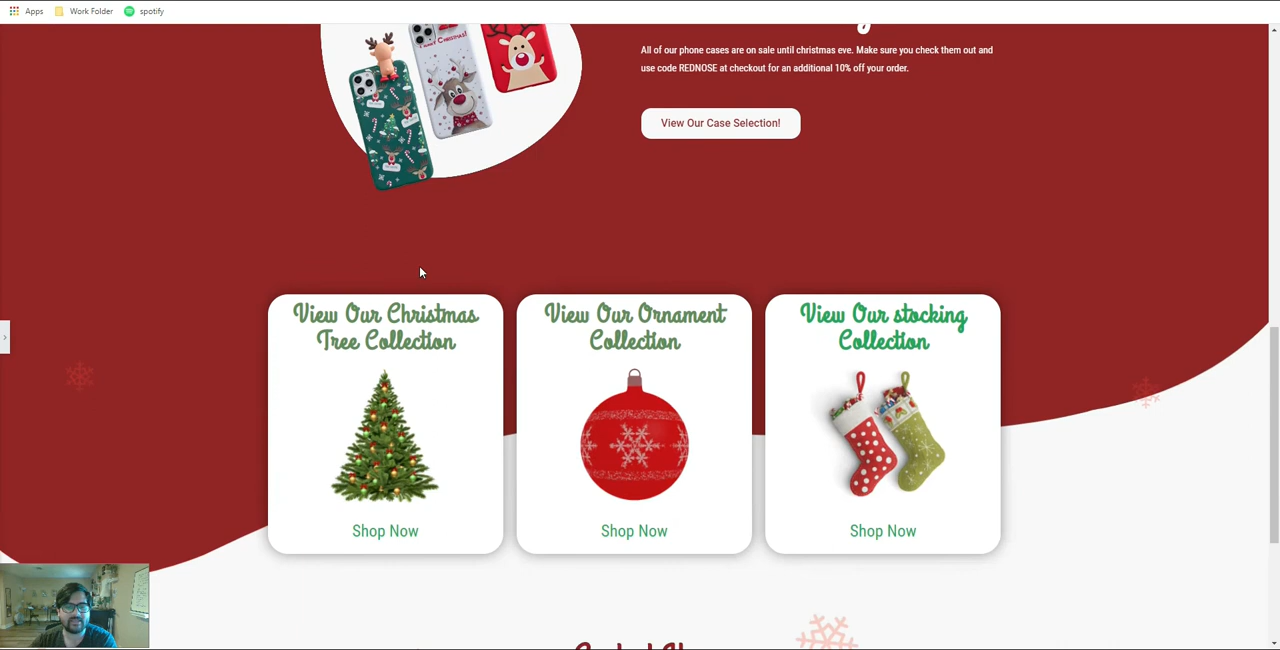 Apps Work Folder spotify
All of our phone cases are on sale until christmas eve. Make sure you check them out and
use code REDNOSE at checkout for an additional 10% off your order.
View Our Case Selection!
View Our Christmas
Tree Collection
Shop Now
View Our Ornament
Collection
Shop Now
View Our stocking
Collection
Shop Now